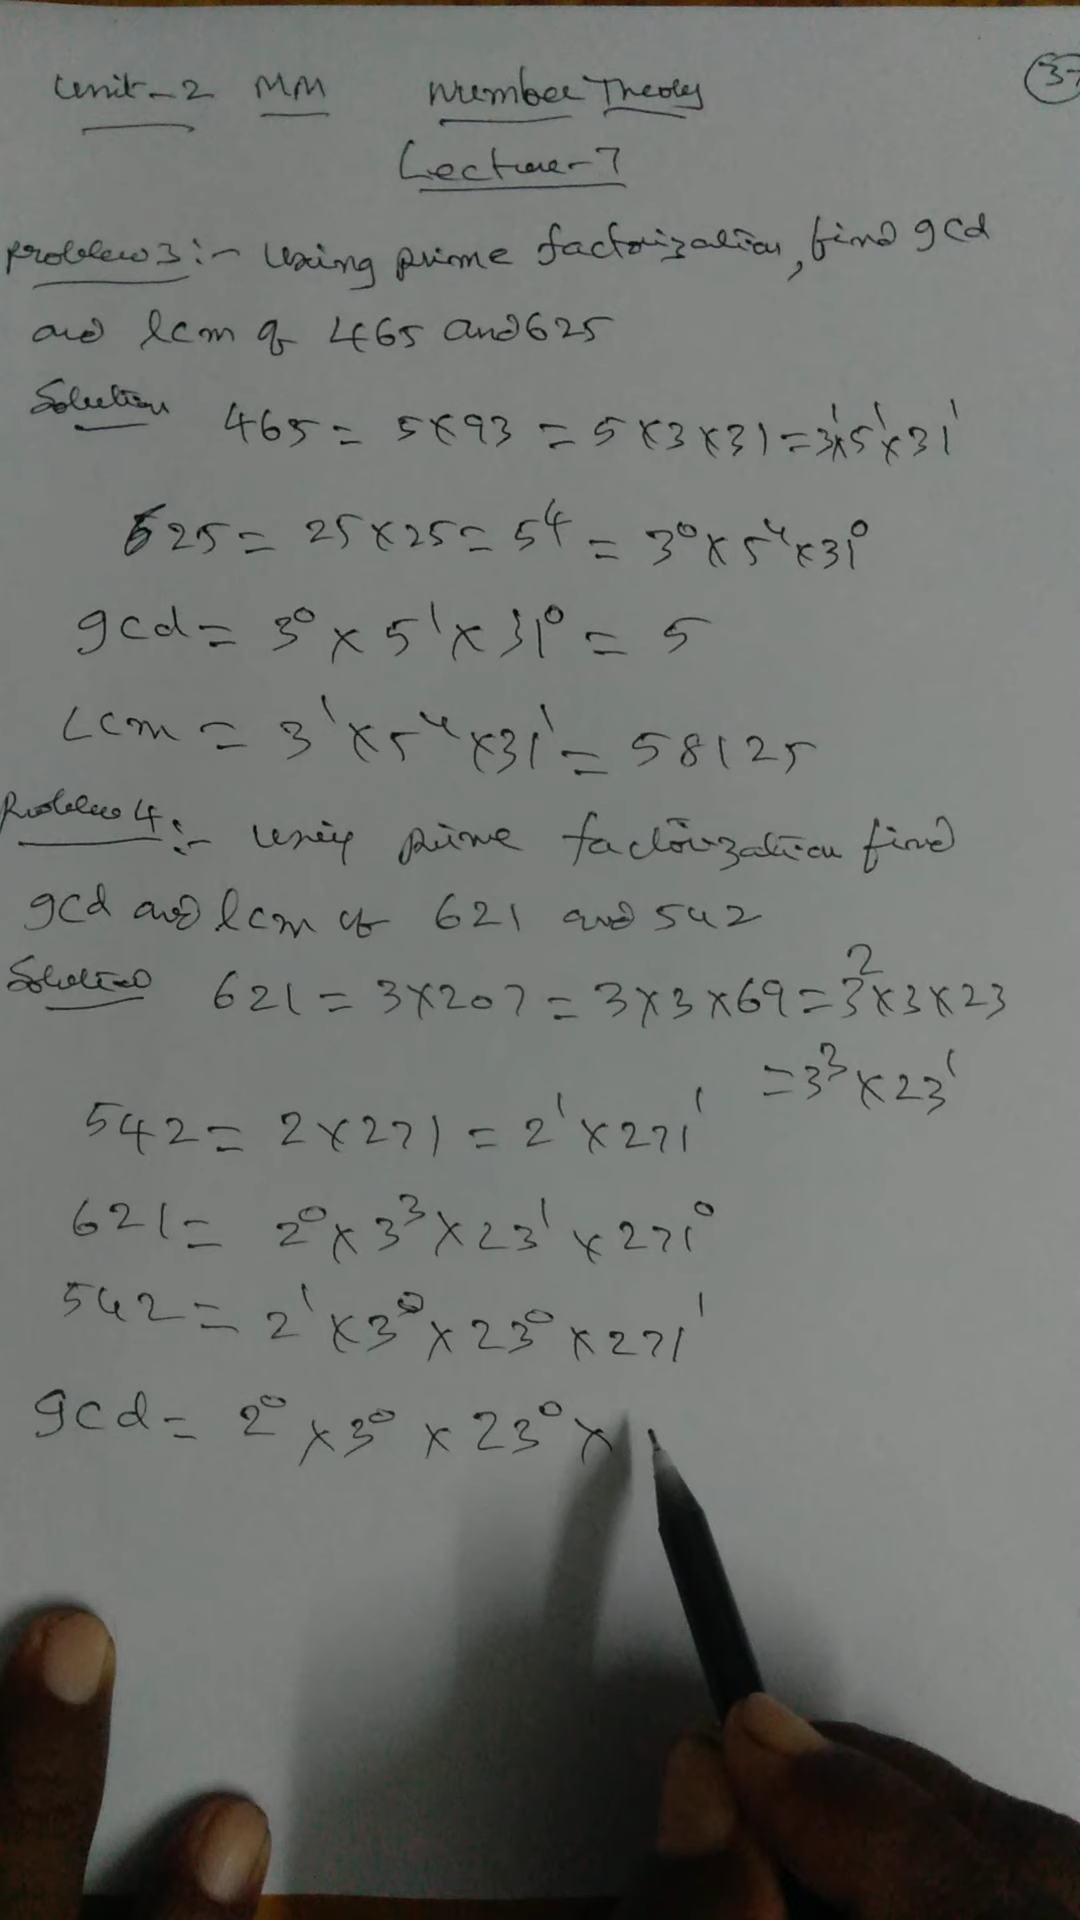 Unit-2 MM Number Theory 37
Lecture-7
Problem 3:- Using prime factorization, find gcd
and lcm of 465 and 625
Solution 465 = 5×93 = 5×3×31 = 3¹×5¹×31¹
625 = 25×25 = 5⁴ = 3⁰×5⁴×31⁰
gcd = 3⁰×5¹×31⁰ = 5
Lcm = 3¹×5⁴×31¹ = 58125
Problem 4:- Using prime factorization find
gcd and lcm of 621 and 542
Solution 621 = 3×207 = 3×3×69 = 3²×3×23
= 3³×23¹
542 = 2×271 = 2¹×271¹
621 = 2⁰×3³×23¹×271⁰
542 = 2¹×3⁰×23⁰×271¹
gcd = 2⁰×3⁰×23⁰×